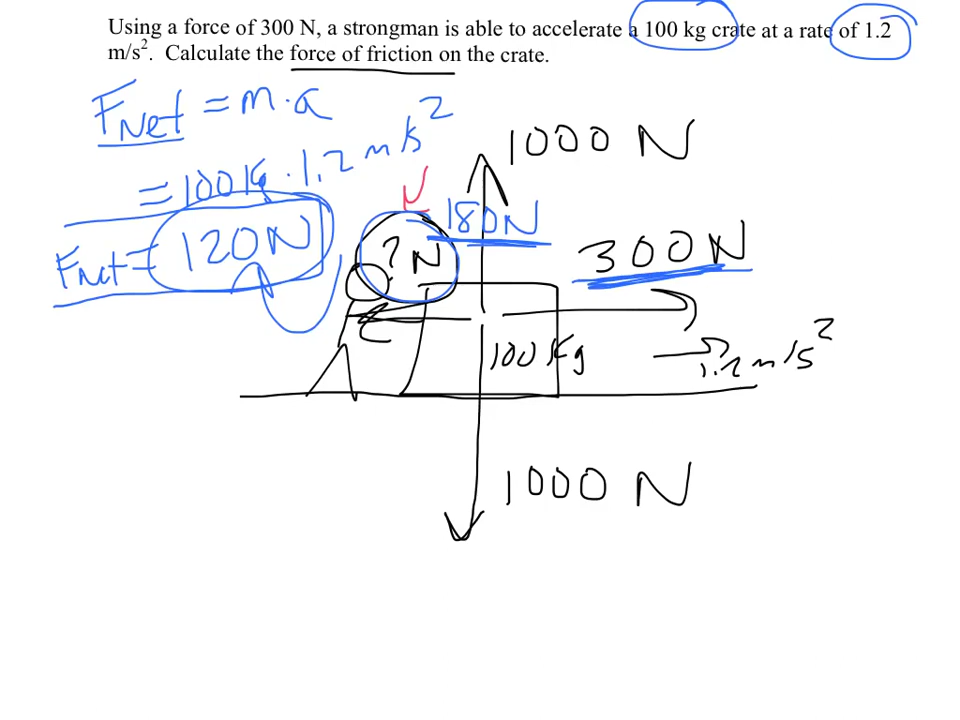 Using a force of 300 N, a strongman is able to accelerate a 100 kg crate at a rate of 1.2
m/s². Calculate the force of friction on the crate.
FNet = m·a
= 100 Kg · 1.2 m/s²
FNet = 120N
1000 N
180N
? N
300N
100 Kg
1.2 m/s²
1000 N